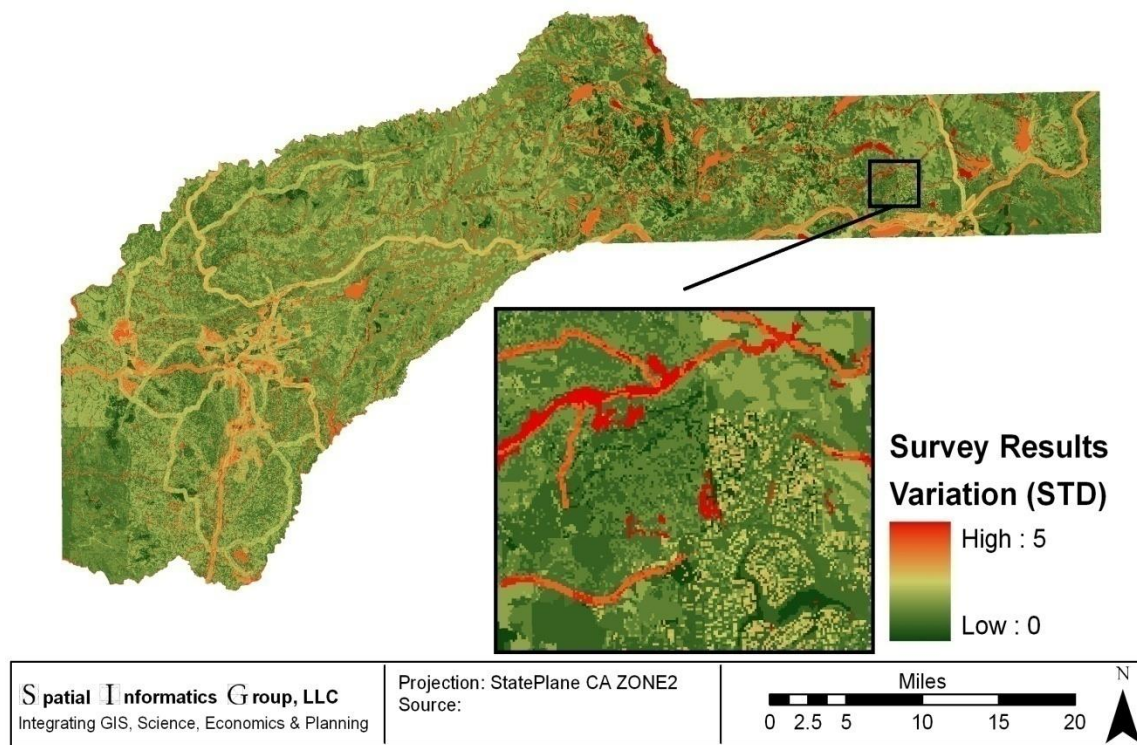 Survey Results
Variation (STD)
High : 5
Low : 0
Spatial Informatics Group, LLC
Integrating GIS, Science, Economics & Planning
Projection: StatePlane CA ZONE2
Source:
Miles
0 2.5 5 10 15 20
N